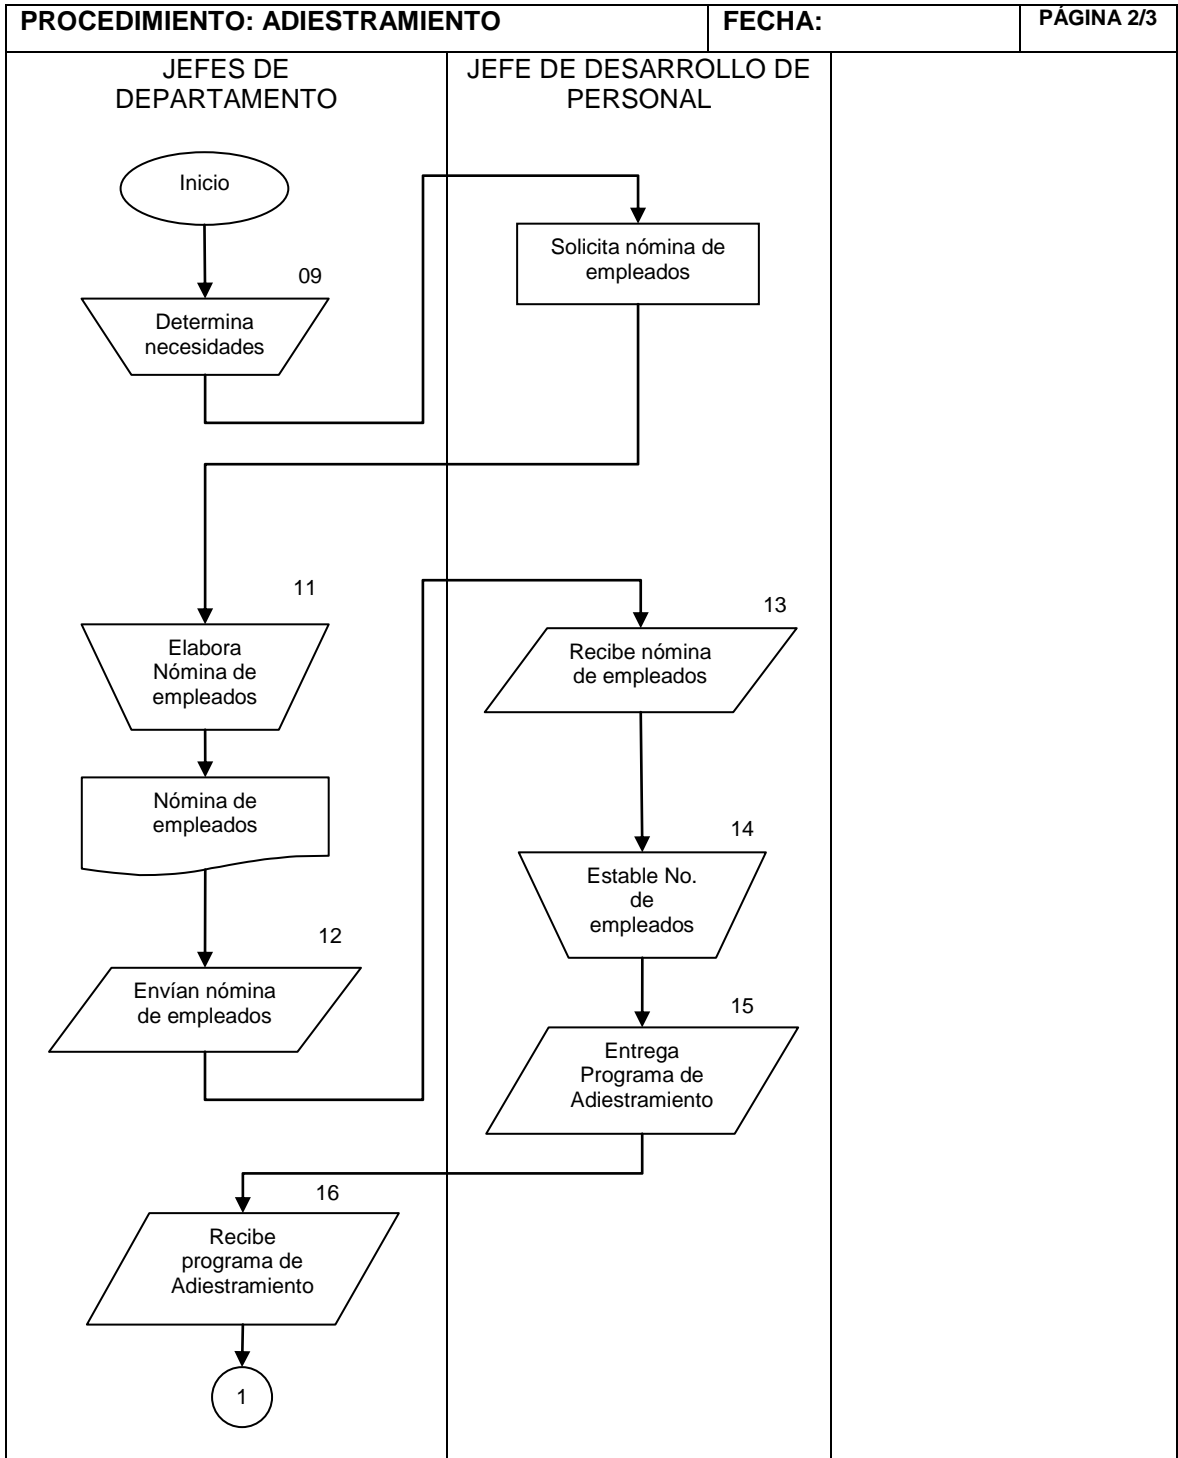 PROCEDIMIENTO: ADIESTRAMIENTO
FECHA:
PÁGINA 2/3
JEFES DE
DEPARTAMENTO
JEFE DE DESARROLLO DE
PERSONAL
Inicio
09
Determina
necesidades
Solicita nómina de
empleados
11
Elabora
Nómina de
empleados
Nómina de
empleados
12
Envían nómina
de empleados
13
Recibe nómina
de empleados
14
Estable No.
de
empleados
15
Entrega
Programa de
Adiestramiento
16
Recibe
programa de
Adiestramiento
1